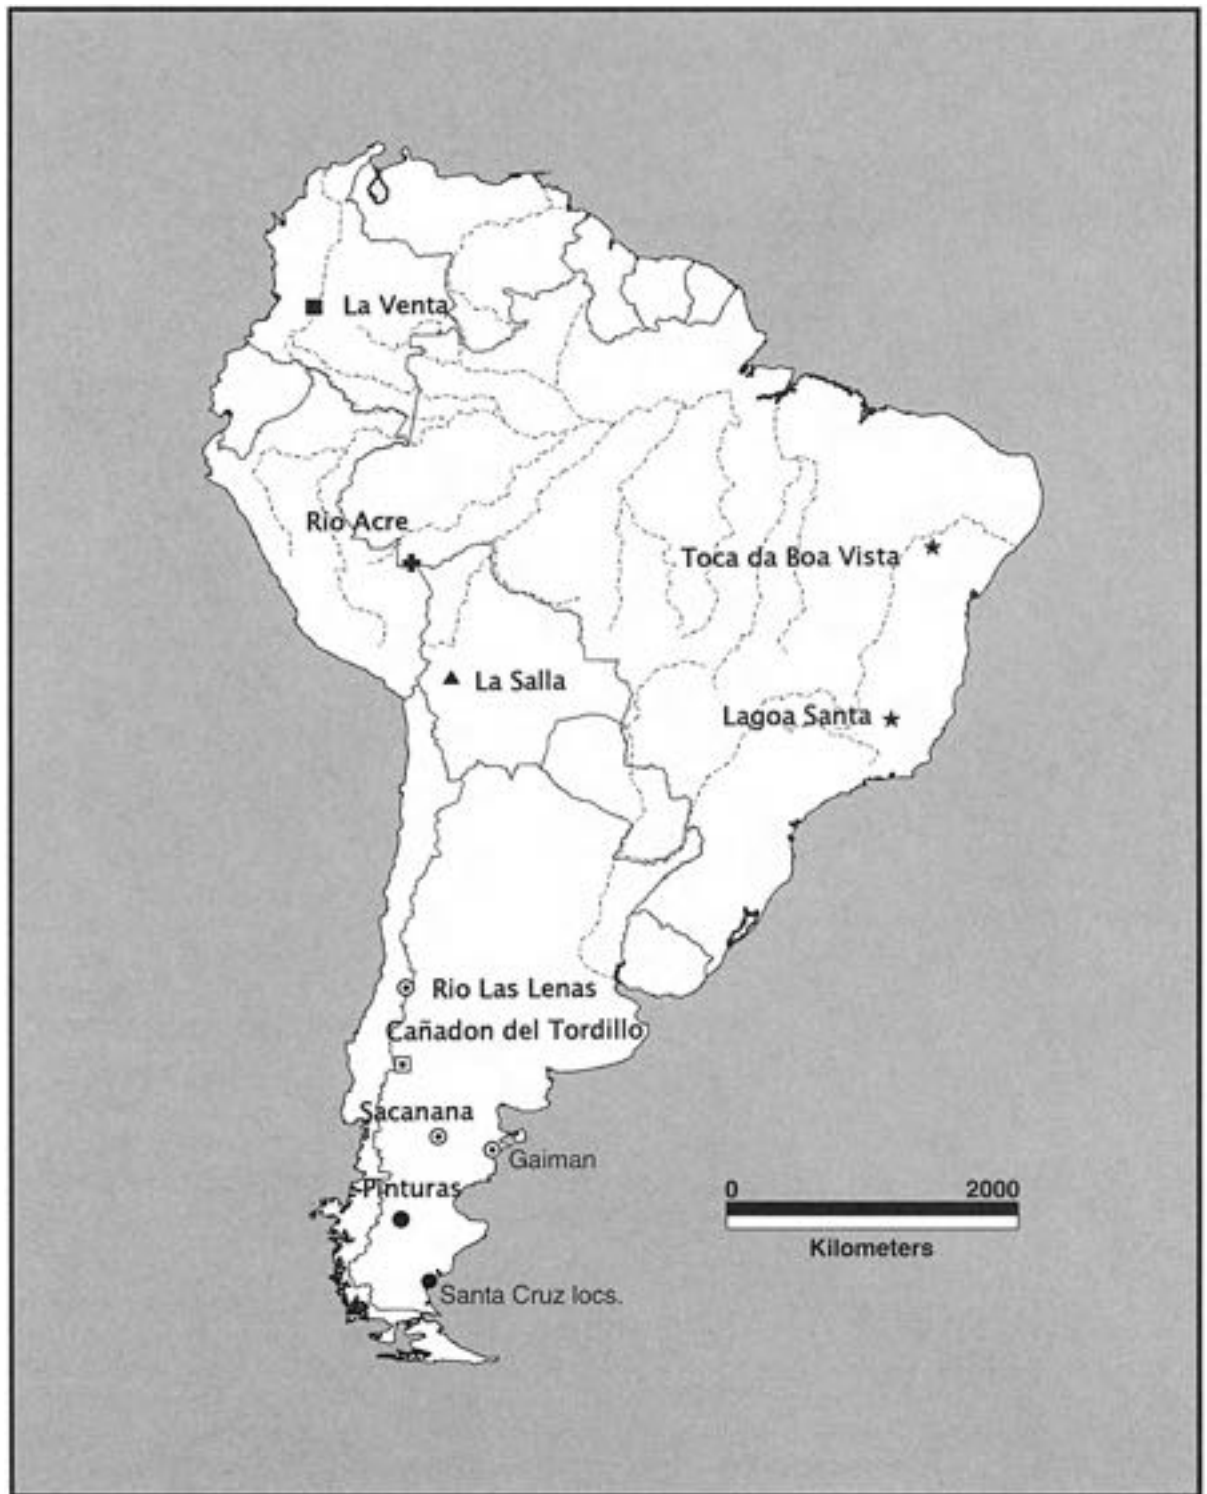 La Venta
Rio Acre
Toca da Boa Vista
La Salla
Lagoa Santa
Rio Las Lenas
Cañadon del Tordillo
Sacanana
Gaiman
Pinturas
0 2000
Kilometers
Santa Cruz locs.